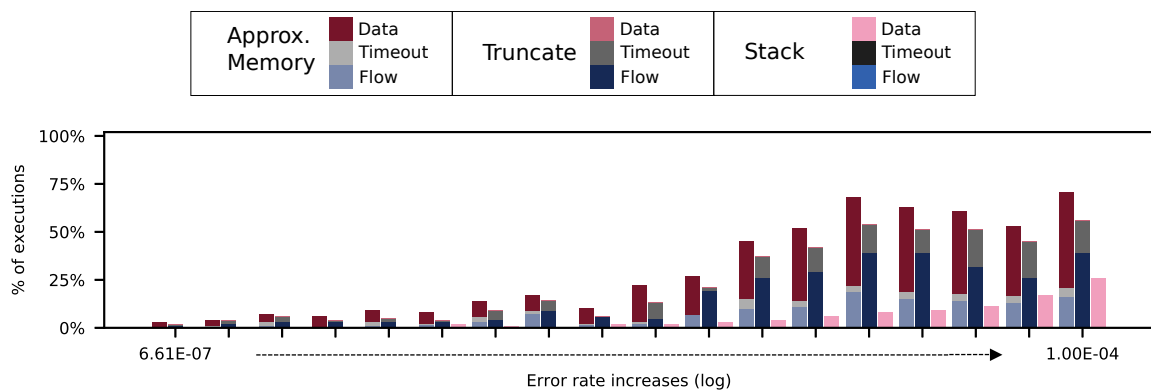 Approx.
Memory
Data
Timeout
Flow
Truncate
Data
Timeout
Flow
Stack
Data
Timeout
Flow
% of executions
100%
75%
50%
25%
0%
6.61E-07
1.00E-04
Error rate increases (log)